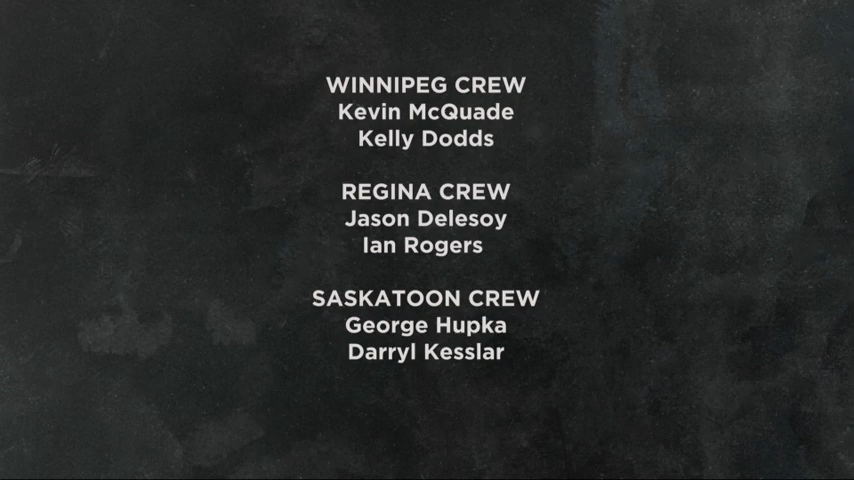 WINNIPEG CREW
Kevin McQuade
Kelly Dodds
REGINA CREW
Jason Delesoy
Ian Rogers
SASKATOON CREW
George Hupka
Darryl Kesslar